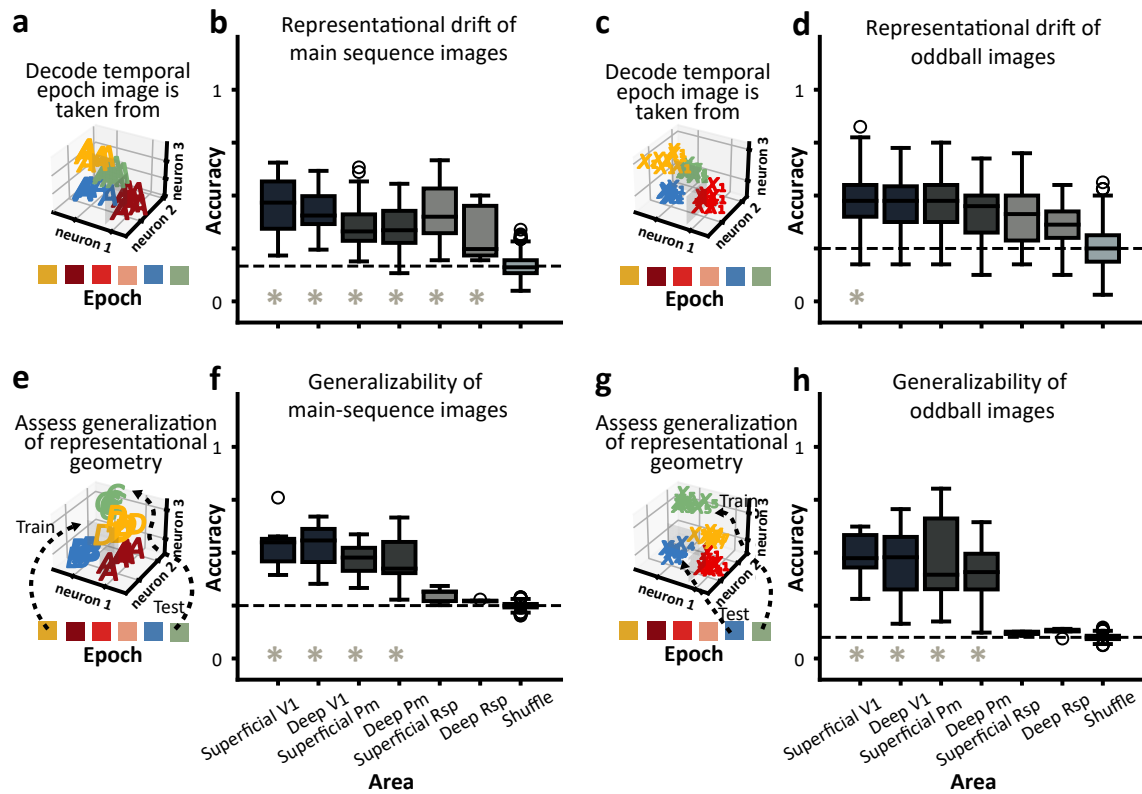 a
Decode temporal
epoch image is
taken from
neuron 1
neuron 2
neuron 3
Epoch
b
Representational drift of
main sequence images
Accuracy
1
0
* * * * * *
c
Decode temporal
epoch image is
taken from
neuron 1
neuron 2
neuron 3
Epoch
d
Representational drift of
oddball images
Accuracy
1
0
*
e
Assess generalization
of representational
geometry
Train
Test
neuron 1
neuron 2
neuron 3
Epoch
f
Generalizability of
main-sequence images
Accuracy
1
0
* * * *
Superficial V1
Deep V1
Superficial Pm
Deep Pm
Superficial Rsp
Deep Rsp
Shuffle
Area
g
Assess generalization
of representational
geometry
Train
Test
neuron 1
neuron 2
neuron 3
Epoch
h
Generalizability of
oddball images
Accuracy
1
0
* * * *
Superficial V1
Deep V1
Superficial Pm
Deep Pm
Superficial Rsp
Deep Rsp
Shuffle
Area